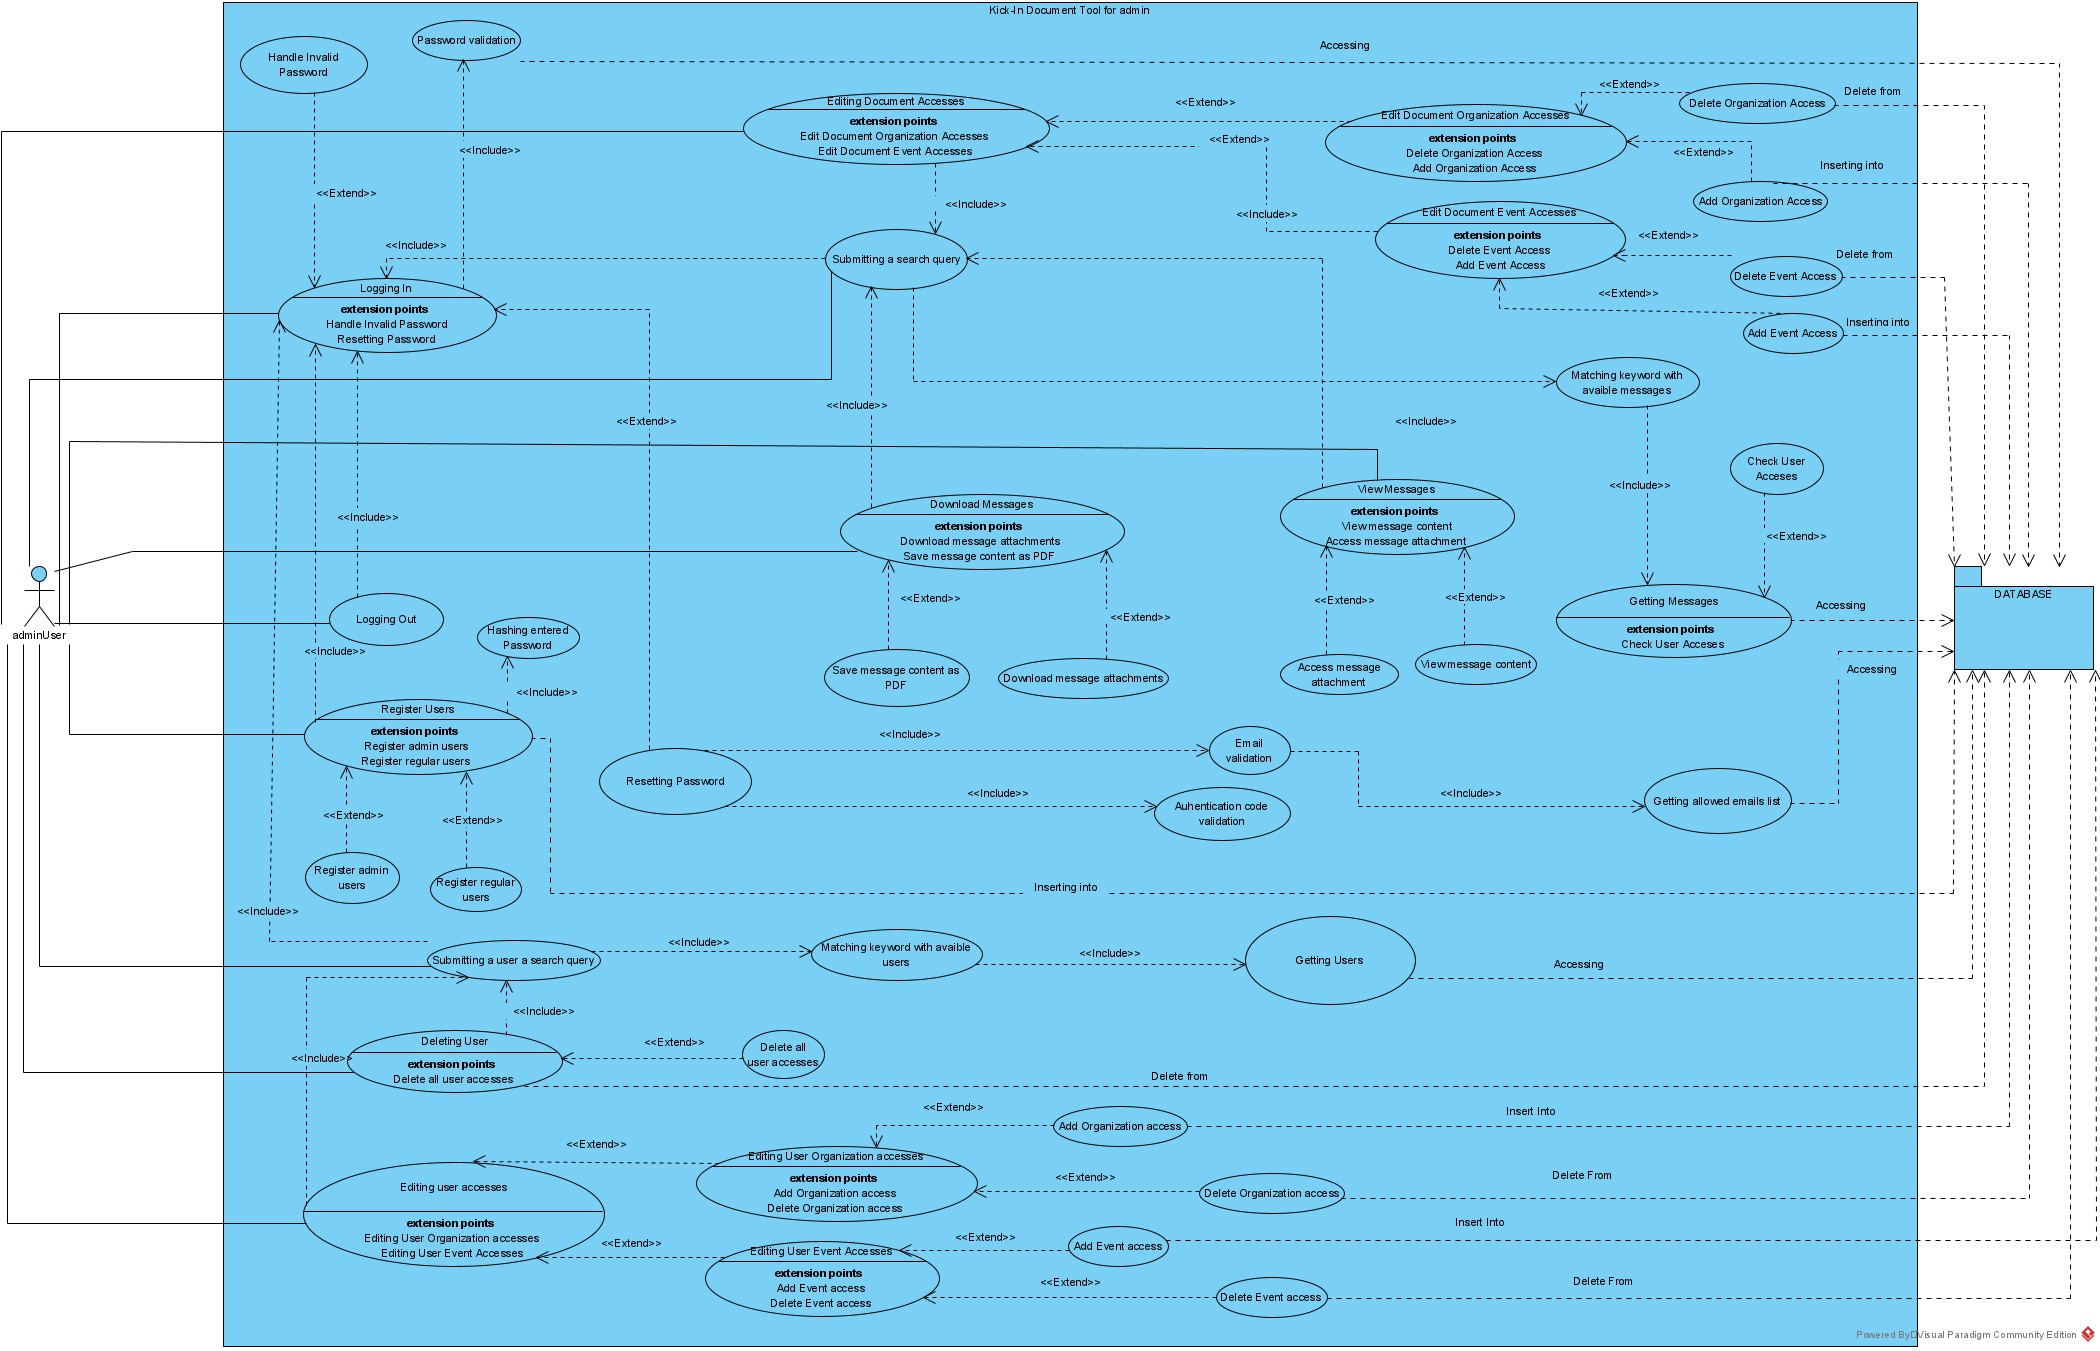 Kick-In Document Tool for admin
Handle Invalid
Password
Password validation
Accessing
<<Include>>
<<Extend>>
Editing Document Accesses
extension points
Edit Document Organization Accesses
Edit Document Event Accesses
<<Extend>>
<<Extend>>
<<Include>>
<<Include>>
Edit Document Organization Accesses
extension points
Delete Organization Access
Add Organization Access
<<Extend>>
Delete Organization Access
Delete from
<<Extend>>
Add Organization Access
Inserting into
Edit Document Event Accesses
extension points
Delete Event Access
Add Event Access
<<Extend>>
Delete Event Access
Delete from
<<Extend>>
Add Event Access
Inserting into
<<Include>>
Submitting a search query
Logging In
extension points
Handle Invalid Password
Resetting Password
Matching keyword with
avaible messages
<<Extend>>
<<Include>>
<<Include>>
Check User
Acceses
<<Include>>
<<Extend>>
Download Messages
extension points
Download message attachments
Save message content as PDF
View Messages
extension points
View message content
Access message attachment
<<Include>>
adminUser
Logging Out
Hashing entered
Password
<<Include>>
<<Include>>
<<Extend>>
<<Extend>>
<<Extend>>
<<Extend>>
Save message content as
PDF
Download message attachments
Access message
attachment
View message content
Getting Messages
extension points
Check User Acceses
Accessing
DATABASE
Accessing
Register Users
extension points
Register admin users
Register regular users
<<Extend>>
<<Extend>>
Register admin
users
Register regular
users
Resetting Password
<<Include>>
Email
validation
<<Include>>
Auhentication code
validation
<<Include>>
Getting allowed emails list
Inserting into
<<Include>>
Submitting a user a search query
<<Include>>
Matching keyword with avaible
users
<<Include>>
Getting Users
Accessing
<<Include>>
<<Include>>
Deleting User
extension points
Delete all user accesses
<<Extend>>
Delete all
user accesses
Delete from
Editing user accesses
extension points
Editing User Organization accesses
Editing User Event Accesses
<<Extend>>
Editing User Organization accesses
extension points
Add Organization access
Delete Organization access
<<Extend>>
Add Organization access
Insert Into
<<Extend>>
Delete Organization access
Delete From
<<Extend>>
Editing User Event Accesses
extension points
Add Event access
Delete Event access
<<Extend>>
Add Event access
Insert Into
<<Extend>>
Delete Event access
Delete From
Powered By Visual Paradigm Community Edition